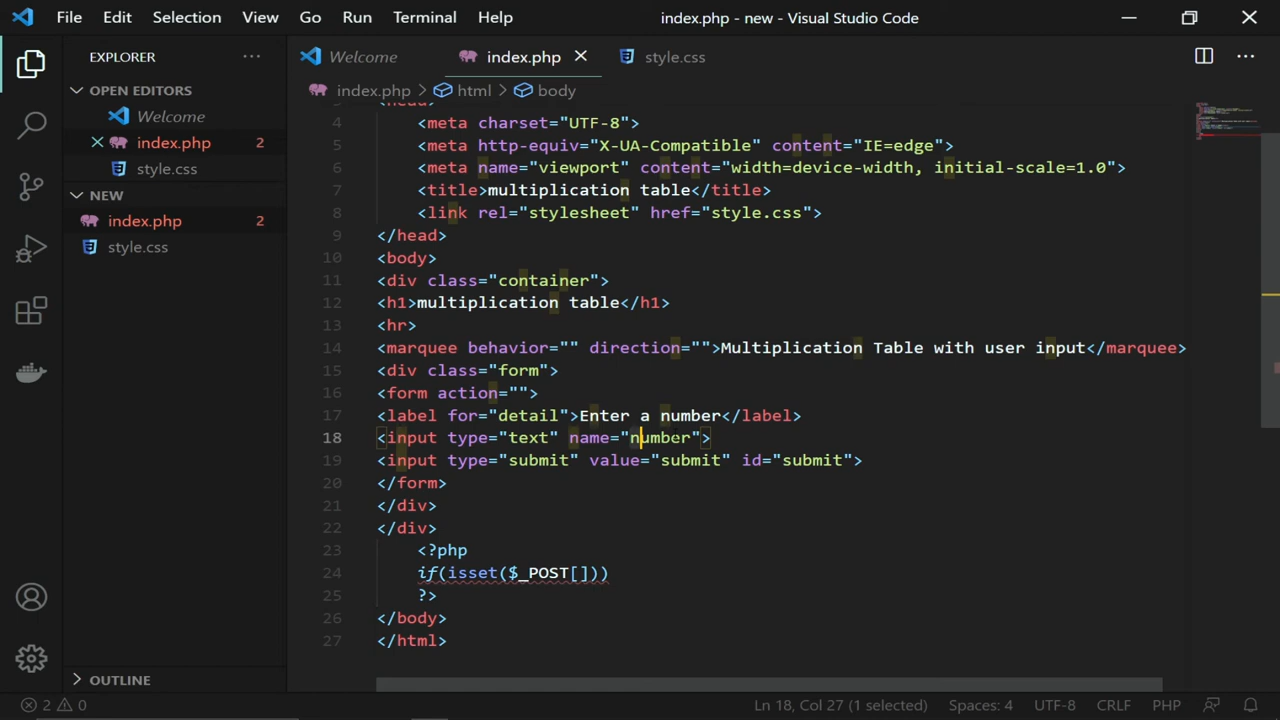 File Edit Selection View Go Run Terminal Help
index.php - new - Visual Studio Code
EXPLORER
OPEN EDITORS
Welcome
index.php 2
style.css
NEW
index.php 2
style.css
OUTLINE
Welcome index.php style.css
index.php html body
<head>
4 <meta charset="UTF-8">
5 <meta http-equiv="X-UA-Compatible" content="IE=edge">
6 <meta name="viewport" content="width=device-width, initial-scale=1.0">
7 <title>multiplication table</title>
8 <link rel="stylesheet" href="style.css">
9 </head>
10 <body>
11 <div class="container">
12 <h1>multiplication table</h1>
13 <hr>
14 <marquee behavior="" direction="">Multiplication Table with user input</marquee>
15 <div class="form">
16 <form action="">
17 <label for="detail">Enter a number</label>
18 <input type="text" name="number">
19 <input type="submit" value="submit" id="submit">
20 </form>
21 </div>
22 </div>
23 <?php
24 if(isset($_POST[]))
25 ?>
26 </body>
27 </html>
2 0 Ln 18, Col 27 (1 selected) Spaces: 4 UTF-8 CRLF PHP